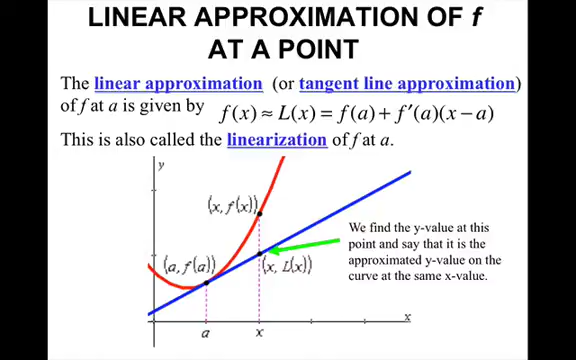 LINEAR APPROXIMATION OF f
AT A POINT
The linear approximation (or tangent line approximation)
of f at a is given by f(x) ≈ L(x) = f(a) + f′(a)(x − a)
This is also called the linearization of f at a.
y
(x, f(x))
We find the y-value at this
point and say that it is the
approximated y-value on the
curve at the same x-value.
(a, f(a))
(x, L(x))
x
a
x